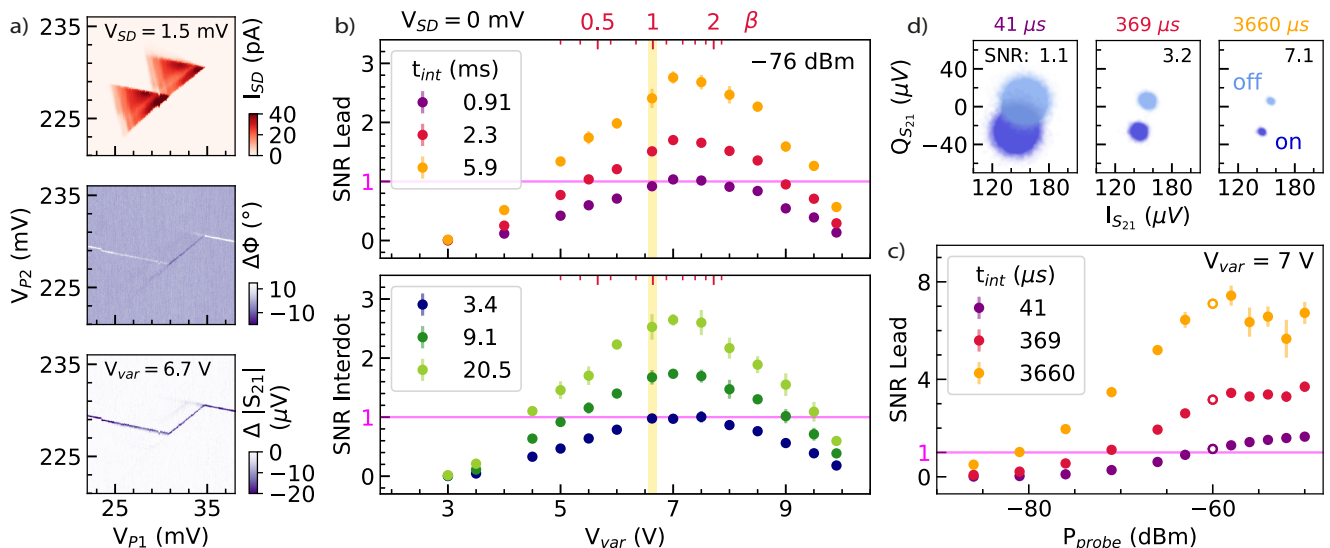 a)
V_SD = 1.5 mV
235
225
I_SD (pA)
40
20
0
235
225
V_P2 (mV)
ΔΦ (°)
10
−10
V_var = 6.7 V
235
225
Δ |S_21| (μV)
0
−10
−20
25
35
V_P1 (mV)
b)
V_SD = 0 mV
0.5
1
2
β
−76 dBm
t_int (ms)
0.91
2.3
5.9
SNR Lead
3
2
1
0
3.4
9.1
20.5
SNR Interdot
3
2
1
0
3
5
7
9
V_var (V)
d)
41 μs
369 μs
3660 μs
SNR: 1.1
3.2
7.1
off
on
Q_S21 (μV)
40
0
−40
120
180
120
180
120
180
I_S21 (μV)
c)
V_var = 7 V
t_int (μs)
41
369
3660
SNR Lead
8
4
1
0
−80
−60
P_probe (dBm)